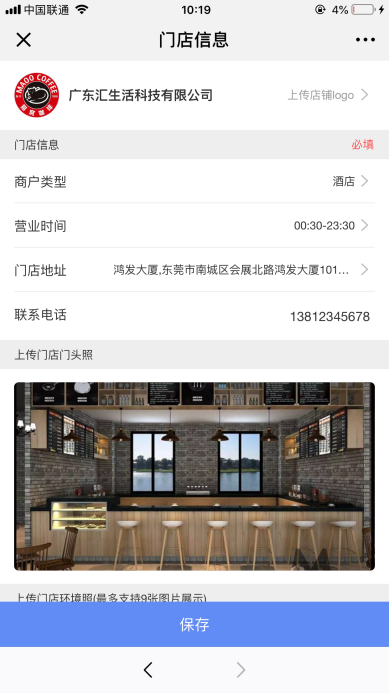 中国联通
10:19
4%
门店信息
MAOO COFFEE
广东汇生活科技有限公司
上传店铺logo
门店信息
必填
商户类型
酒店
营业时间
00:30-23:30
门店地址
鸿发大厦,东莞市南城区会展北路鸿发大厦101...
联系电话
13812345678
上传门店门头照
上传门店环境照(最多支持9张图片展示)
保存